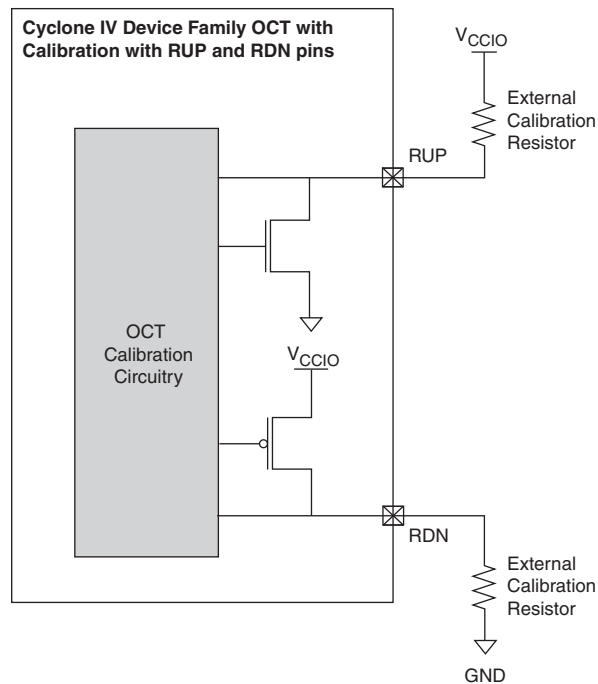 Cyclone IV Device Family OCT with
Calibration with RUP and RDN pins
VCCIO
External
Calibration
Resistor
RUP
OCT
Calibration
Circuitry
VCCIO
RDN
External
Calibration
Resistor
GND